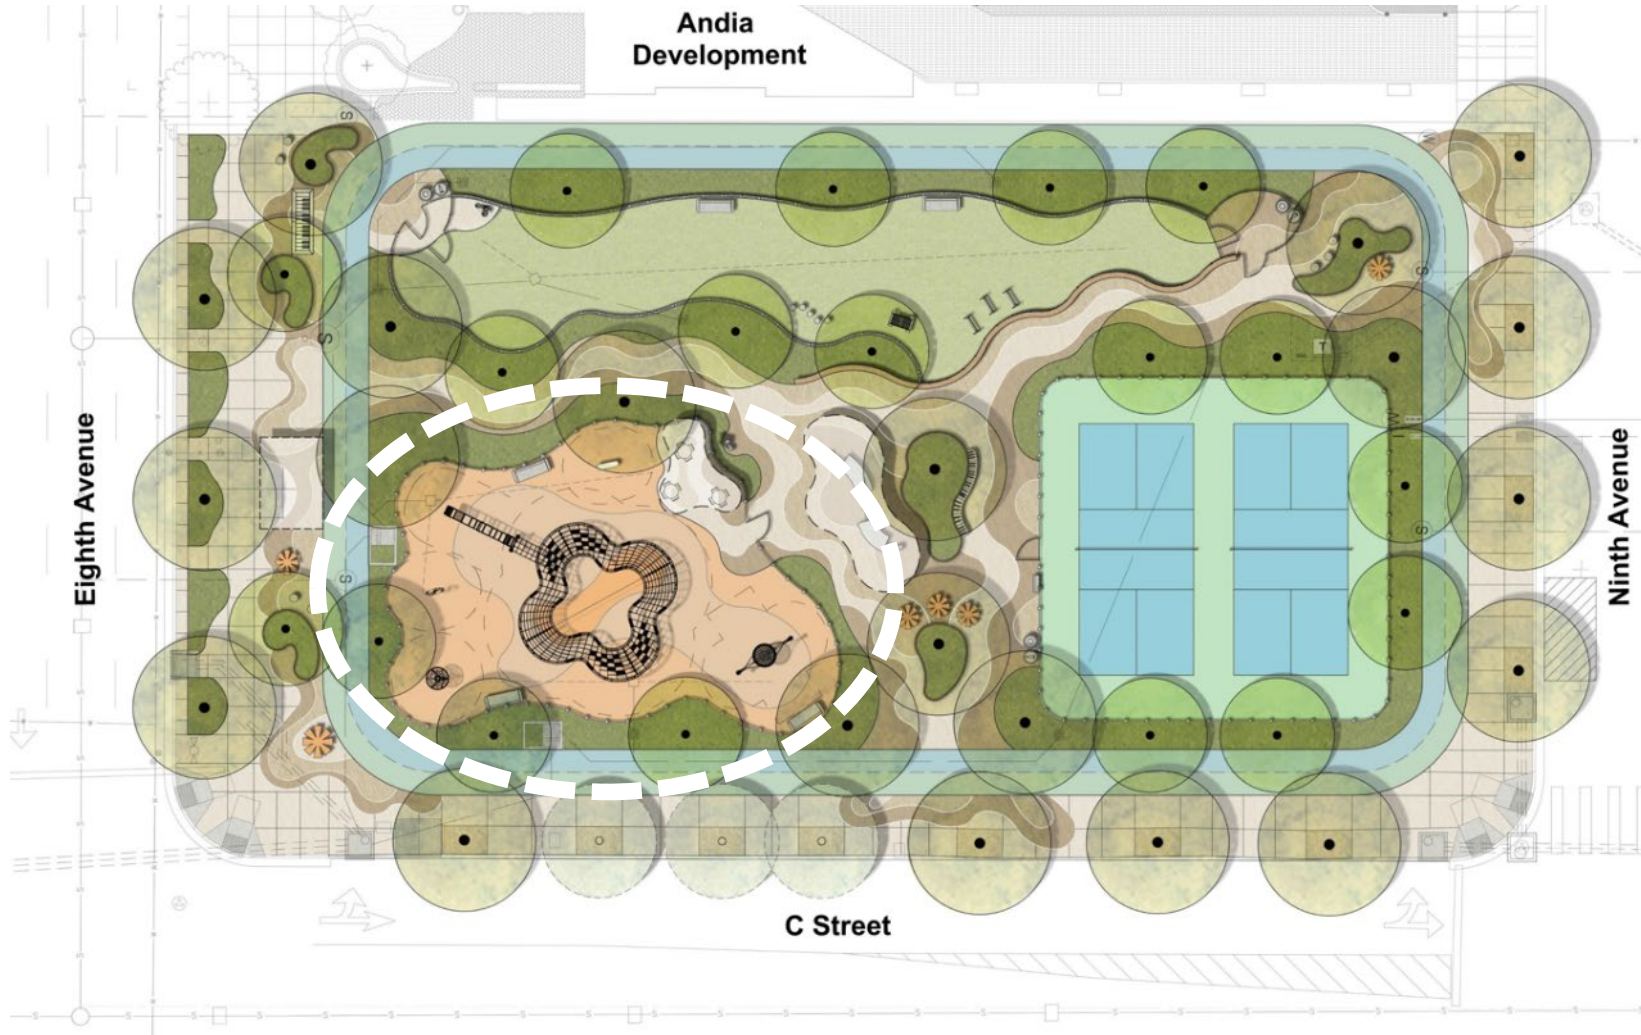 Andia
Development
Eighth Avenue
Ninth Avenue
T
C Street